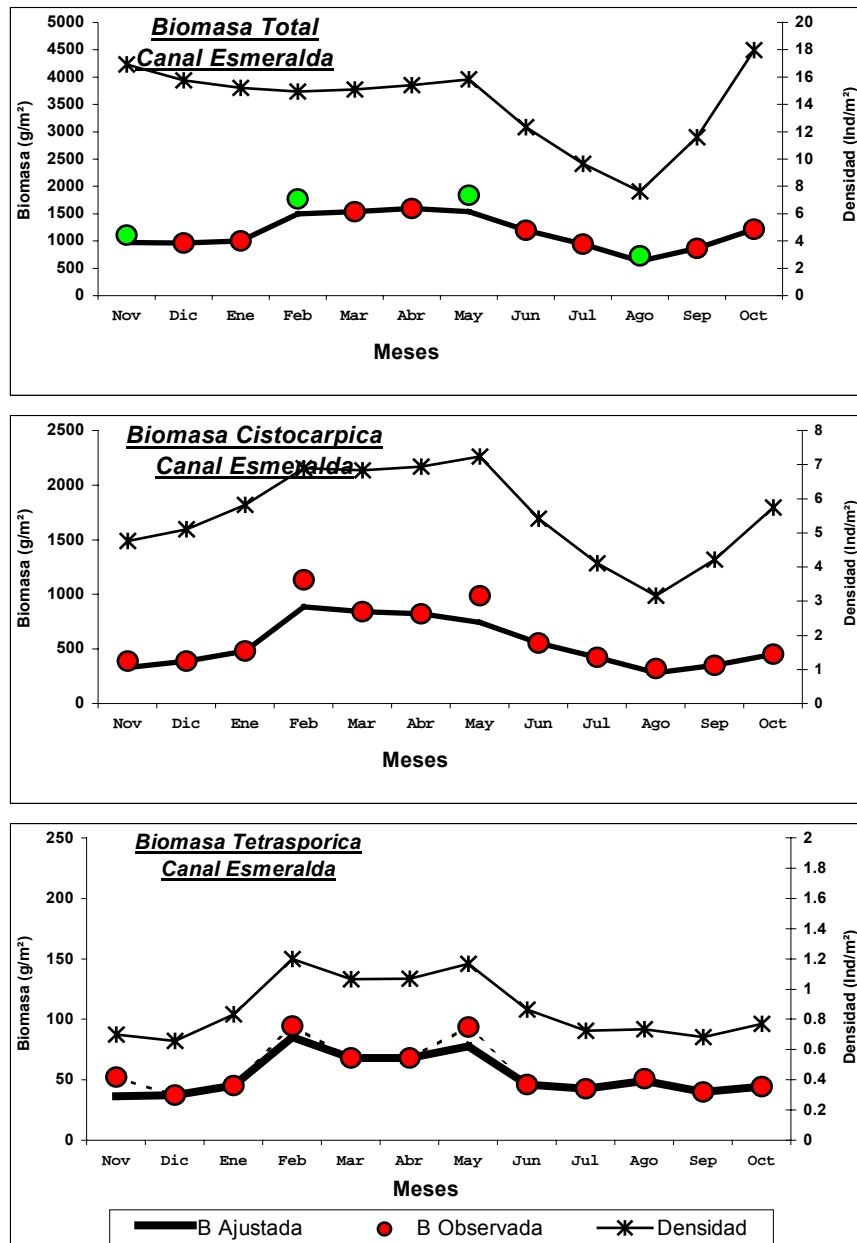 Biomasa Total
Canal Esmeralda
5000
4500
4000
3500
3000
2500
2000
1500
1000
500
0
Biomasa (g/m²)
20
18
16
14
12
10
8
6
4
2
0
Densidad (Ind/m²)
Nov Dic Ene Feb Mar Abr May Jun Jul Ago Sep Oct
Meses
Biomasa Cistocarpica
Canal Esmeralda
2500
2000
1500
1000
500
0
Biomasa (g/m²)
8
7
6
5
4
3
2
1
0
Densidad (Ind/m²)
Nov Dic Ene Feb Mar Abr May Jun Jul Ago Sep Oct
Meses
Biomasa Tetrasporica
Canal Esmeralda
250
200
150
100
50
0
Biomasa (g/m²)
2
1.8
1.6
1.4
1.2
1
0.8
0.6
0.4
0.2
0
Densidad (Ind/m²)
Nov Dic Ene Feb Mar Abr May Jun Jul Ago Sep Oct
Meses
B Ajustada B Observada Densidad